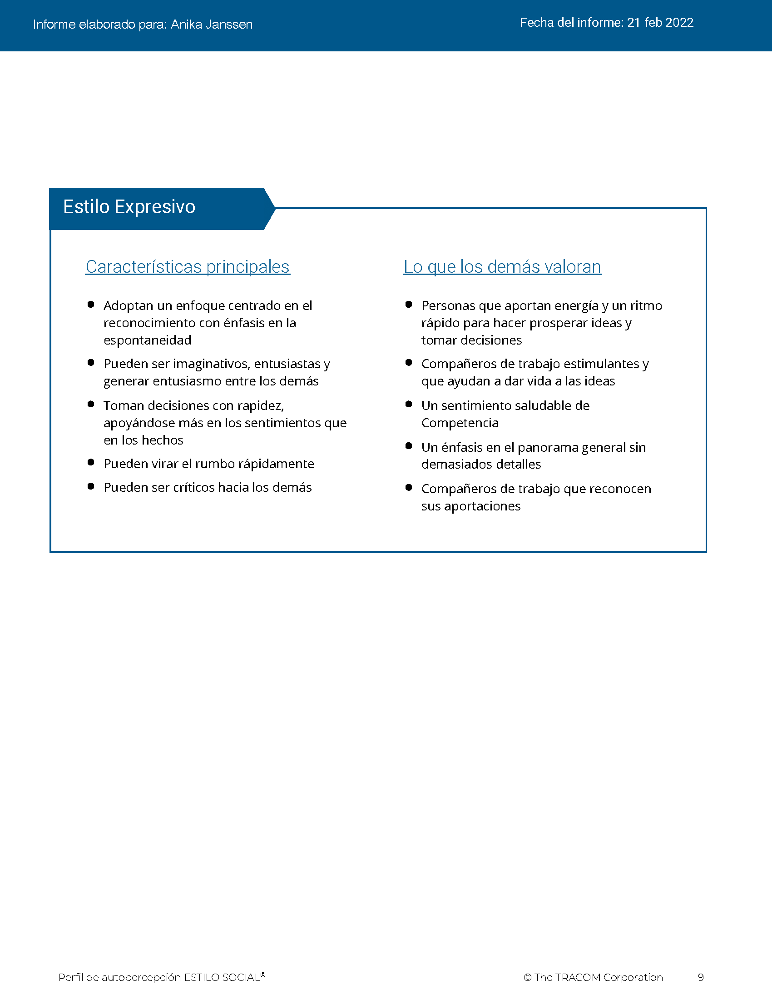 Informe elaborado para: Anika Janssen
Fecha del informe: 21 feb 2022
Estilo Expresivo
Características principales
● Adoptan un enfoque centrado en el
reconocimiento con énfasis en la
espontaneidad
● Pueden ser imaginativos, entusiastas y
generar entusiasmo entre los demás
● Toman decisiones con rapidez,
apoyándose más en los sentimientos que
en los hechos
● Pueden virar el rumbo rápidamente
● Pueden ser críticos hacia los demás
Lo que los demás valoran
● Personas que aportan energía y un ritmo
rápido para hacer prosperar ideas y
tomar decisiones
● Compañeros de trabajo estimulantes y
que ayudan a dar vida a las ideas
● Un sentimiento saludable de
Competencia
● Un énfasis en el panorama general sin
demasiados detalles
● Compañeros de trabajo que reconocen
sus aportaciones
Perfil de autopercepción ESTILO SOCIAL®
© The TRACOM Corporation 9